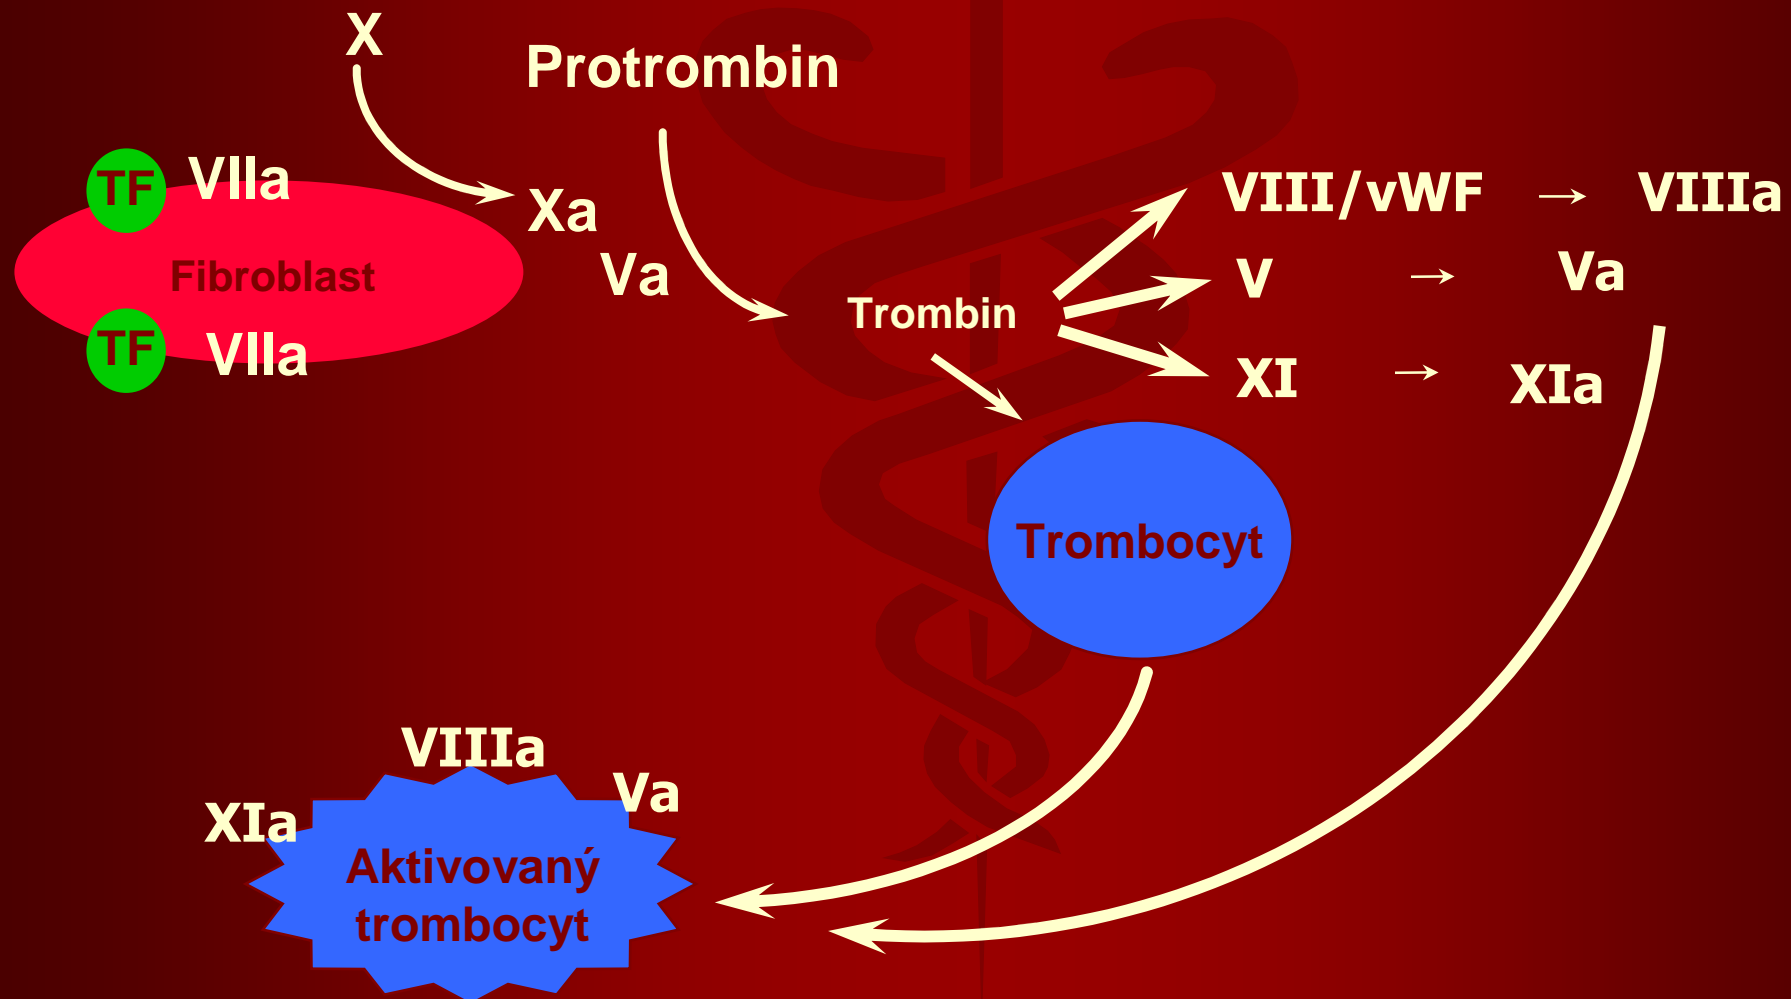 X
Protrombin
TF VIIa
Xa
Fibroblast
Va
TF VIIa
Trombin
VIII/vWF → VIIIa
V → Va
XI → XIa
Trombocyt
VIIIa
Va
XIa
Aktivovaný
trombocyt